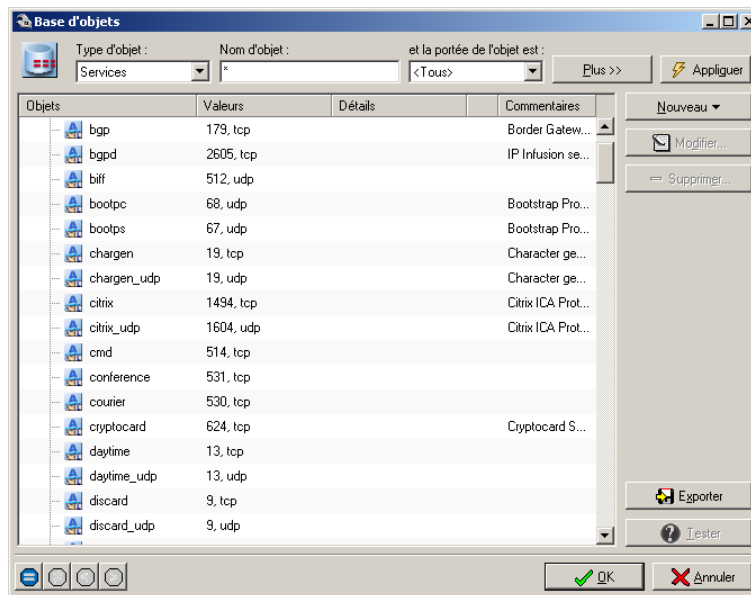 Base d'objets
Type d'objet : Nom d'objet : et la portée de l'objet est :
Services * <Tous> Plus >> Appliquer
Objets Valeurs Détails Commentaires Nouveau
bgp 179, tcp Border Gatew...
bgpd 2605, tcp IP Infusion se... Modifier...
biff 512, udp Supprimer...
bootpc 68, udp Bootstrap Pro...
bootps 67, udp Bootstrap Pro...
chargen 19, tcp Character ge...
chargen_udp 19, udp Character ge...
citrix 1494, tcp Citrix ICA Prot...
citrix_udp 1604, udp Citrix ICA Prot...
cmd 514, tcp
conference 531, tcp
courier 530, tcp
cryptocard 624, tcp Cryptocard S...
daytime 13, tcp
daytime_udp 13, udp
discard 9, tcp Exporter
discard_udp 9, udp Tester
OK Annuler